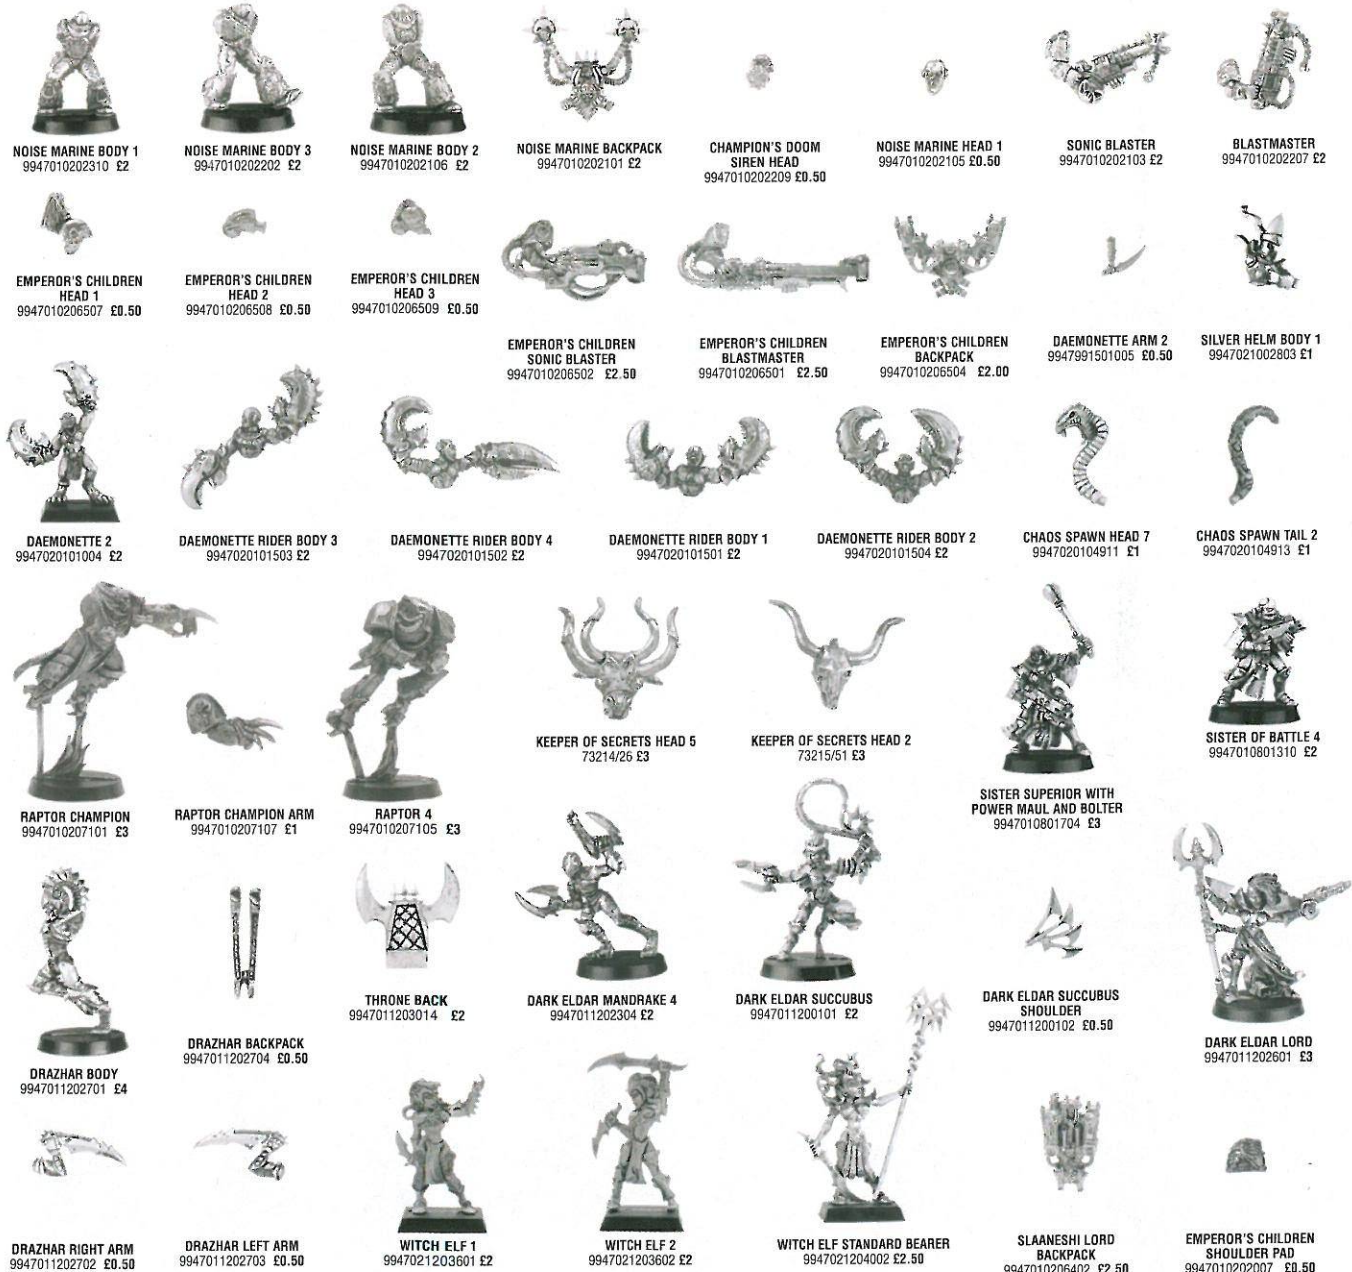 NOISE MARINE BODY 1
9947010202310 £2
NOISE MARINE BODY 3
9947010202202 £2
NOISE MARINE BODY 2
9947010202106 £2
NOISE MARINE BACKPACK
9947010202101 £2
CHAMPION'S DOOM
SIREN HEAD
9947010202209 £0.50
NOISE MARINE HEAD 1
9947010202105 £0.50
SONIC BLASTER
9947010202103 £2
BLASTMASTER
9947010202207 £2
EMPEROR'S CHILDREN
HEAD 1
9947010206507 £0.50
EMPEROR'S CHILDREN
HEAD 2
9947010206508 £0.50
EMPEROR'S CHILDREN
HEAD 3
9947010206509 £0.50
EMPEROR'S CHILDREN
SONIC BLASTER
9947010206502 £2.50
EMPEROR'S CHILDREN
BLASTMASTER
9947010206501 £2.50
EMPEROR'S CHILDREN
BACKPACK
9947010206504 £2.00
DAEMONETTE ARM 2
9947991501005 £0.50
SILVER HELM BODY 1
9947021002803 £1
DAEMONETTE 2
9947020101004 £2
DAEMONETTE RIDER BODY 3
9947020101503 £2
DAEMONETTE RIDER BODY 4
9947020101502 £2
DAEMONETTE RIDER BODY 1
9947020101501 £2
DAEMONETTE RIDER BODY 2
9947020101504 £2
CHAOS SPAWN HEAD 7
9947020104911 £1
CHAOS SPAWN TAIL 2
9947020104913 £1
RAPTOR CHAMPION
9947010207101 £3
RAPTOR CHAMPION ARM
9947010207107 £1
RAPTOR 4
9947010207105 £3
KEEPER OF SECRETS HEAD 5
73214/26 £3
KEEPER OF SECRETS HEAD 2
73215/51 £3
SISTER SUPERIOR WITH
POWER MAUL AND BOLTER
9947010801704 £3
SISTER OF BATTLE 4
9947010801310 £2
DRAZHAR BODY
9947011202701 £4
DRAZHAR BACKPACK
9947011202704 £0.50
THRONE BACK
9947011203014 £2
DARK ELDAR MANDRAKE 4
9947011202304 £2
DARK ELDAR SUCCUBUS
9947011200101 £2
DARK ELDAR SUCCUBUS
SHOULDER
9947011200102 £0.50
DARK ELDAR LORD
9947011202601 £3
DRAZHAR RIGHT ARM
9947011202702 £0.50
DRAZHAR LEFT ARM
9947011202703 £0.50
WITCH ELF 1
9947021203601 £2
WITCH ELF 2
9947021203602 £2
WITCH ELF STANDARD BEARER
9947021204002 £2.50
SLAANESHI LORD
BACKPACK
9947010206402 £2.50
EMPEROR'S CHILDREN
SHOULDER PAD
9947010202007 £0.50